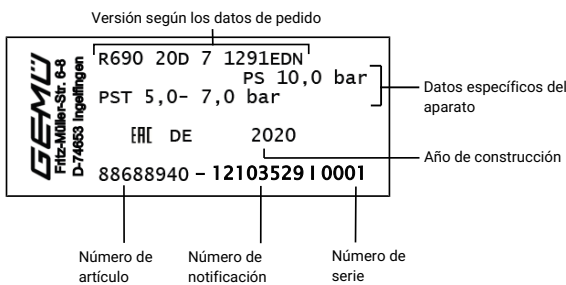 Versión según los datos de pedido
GEMÜ
Fritz-Müller-Str. 6-8
D-74653 Ingelfingen
R690 20D 7 1291EDN
PS 10,0 bar
PST 5,0- 7,0 bar
Datos específicos del
aparato
EAC DE 2020
Año de construcción
88688940 - 12103529 I 0001
Número de
artículo
Número de
notificación
Número de
serie